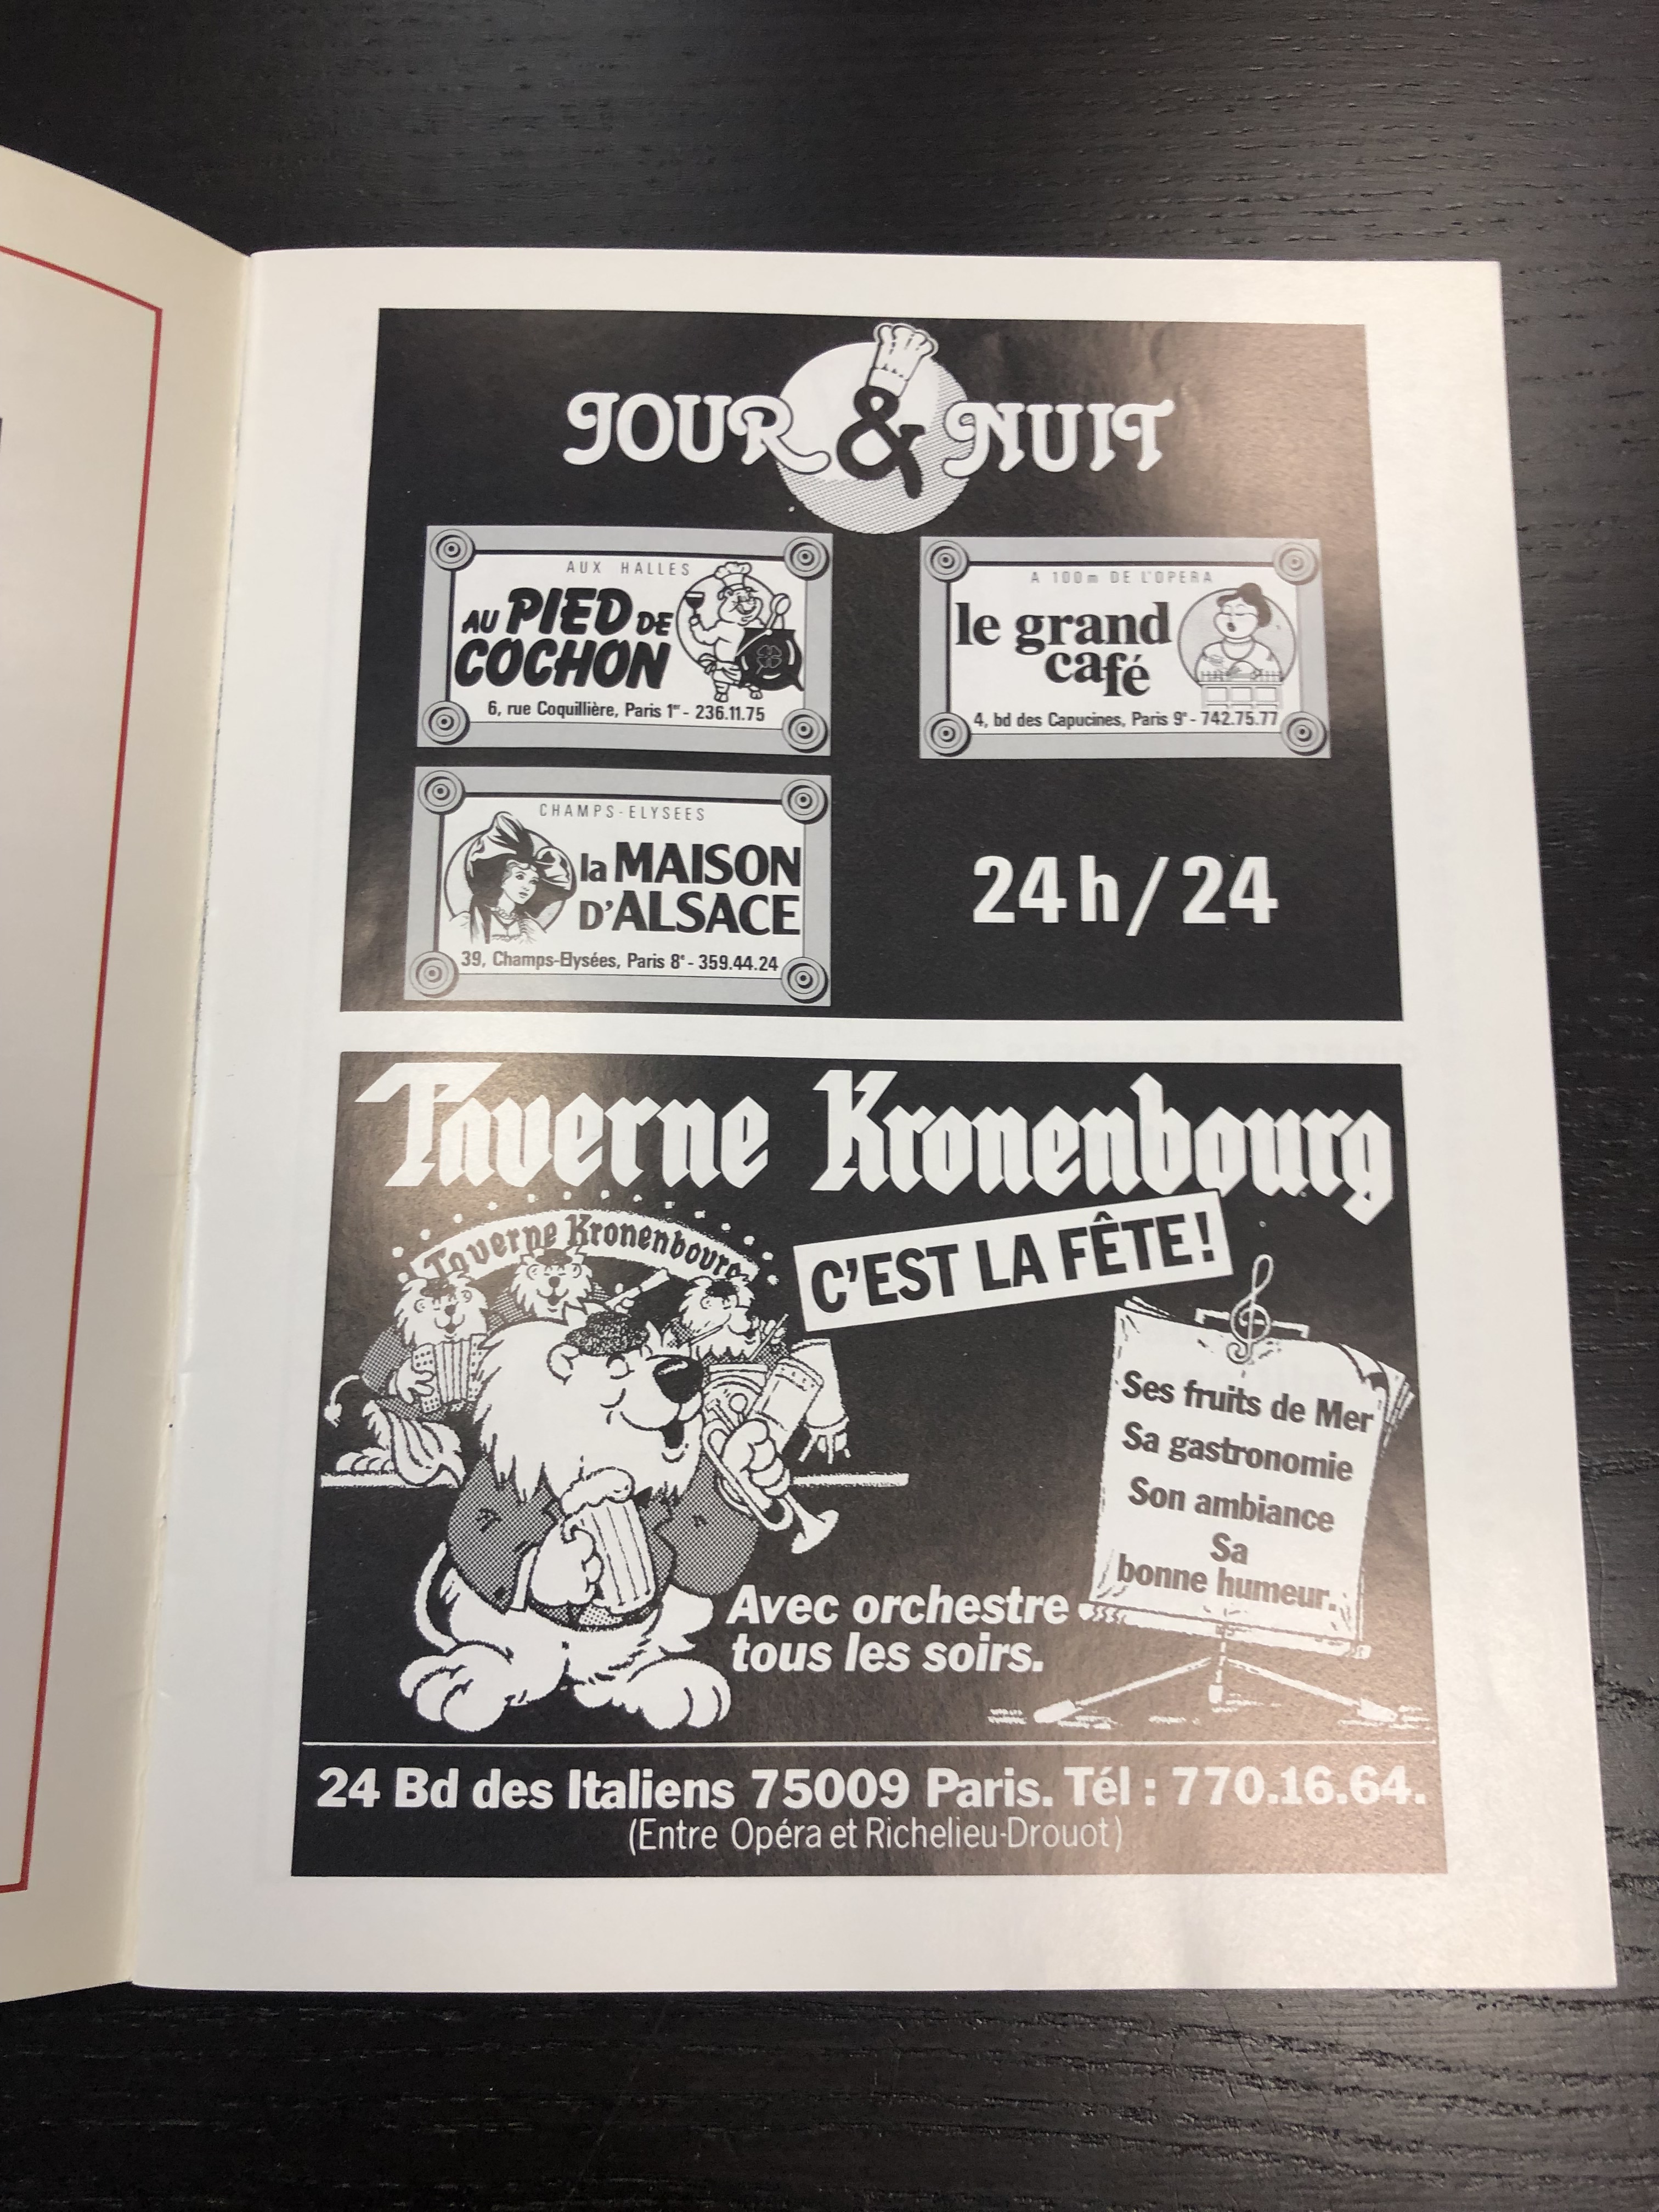 JOUR & NUIT
AUX HALLES
AU PIED DE
COCHON
6, rue Coquillière, Paris 1er - 236.11.75
A 100m DE L'OPERA
le grand
café
4, bd des Capucines, Paris 9e - 742.75.77
CHAMPS-ELYSEES
la MAISON
D'ALSACE
39, Champs-Elysées, Paris 8e - 359.44.24
24h/24
Taverne Kronenbourg
C'EST LA FÊTE!
Taverne Kronenbourg
Ses fruits de Mer
Sa gastronomie
Son ambiance
Sa
bonne humeur.
Avec orchestre
tous les soirs.
24 Bd des Italiens 75009 Paris. Tél : 770.16.64.
(Entre Opéra et Richelieu-Drouot)